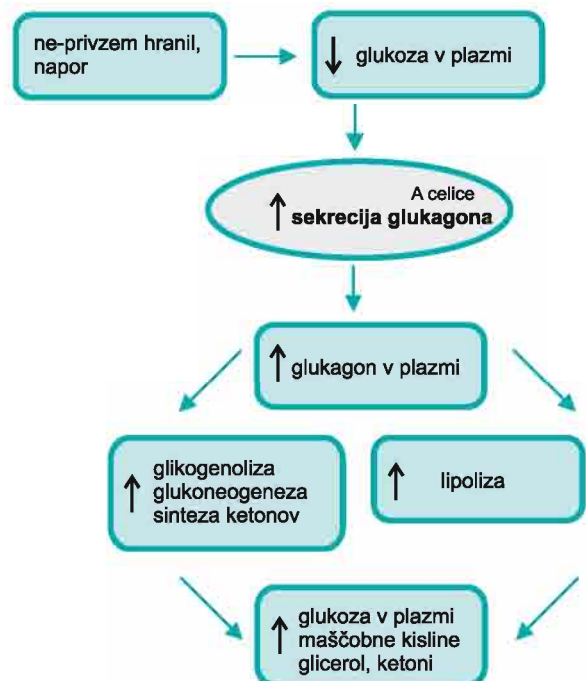 ne-privzem hranil,
napor
↓ glukoza v plazmi
A celice
↑ sekrecija glukagona
↑ glukagon v plazmi
glikogenoliza
↑ glukoneogeneza
sinteza ketonov
↑ lipoliza
glukoza v plazmi
↑ maščobne kisline
glicerol, ketoni